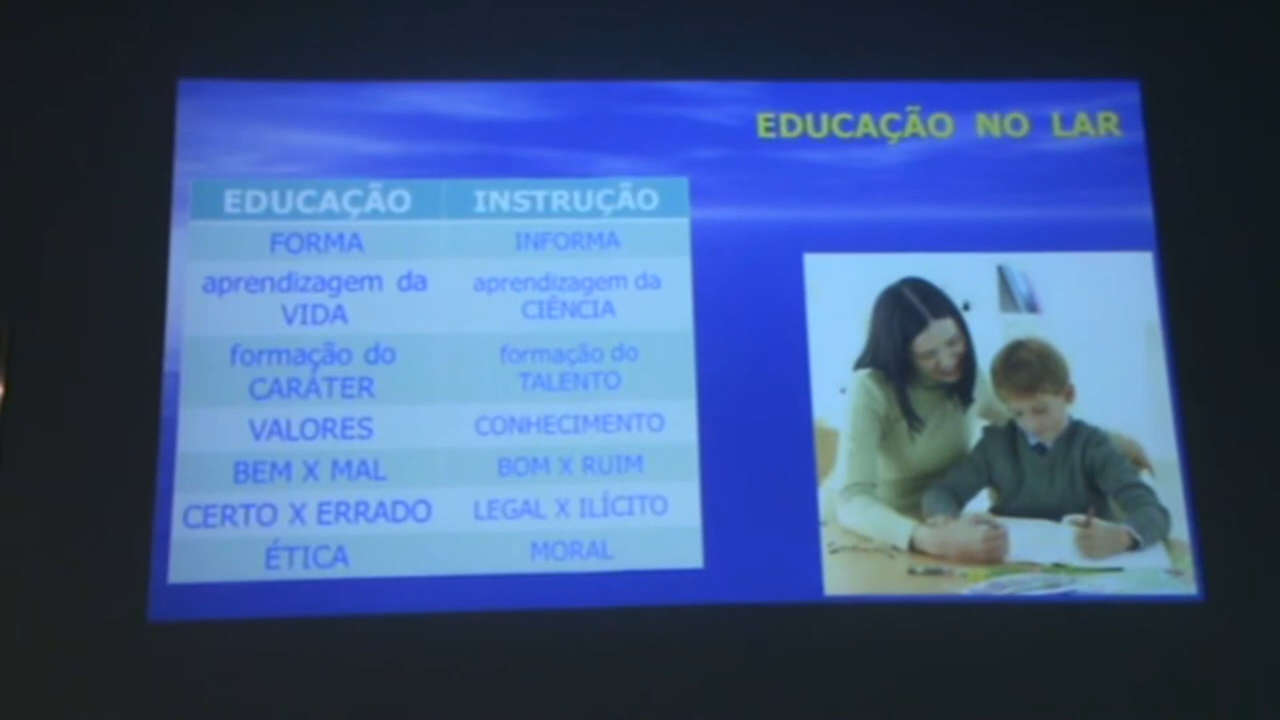 EDUCAÇÃO NO LAR
EDUCAÇÃO INSTRUÇÃO
FORMA INFORMA
aprendizagem da aprendizagem da
VIDA CIÊNCIA
formação do formação do
CARÁTER TALENTO
VALORES CONHECIMENTO
BEM X MAL BOM X RUIM
CERTO X ERRADO LEGAL X ILÍCITO
ÉTICA MORAL